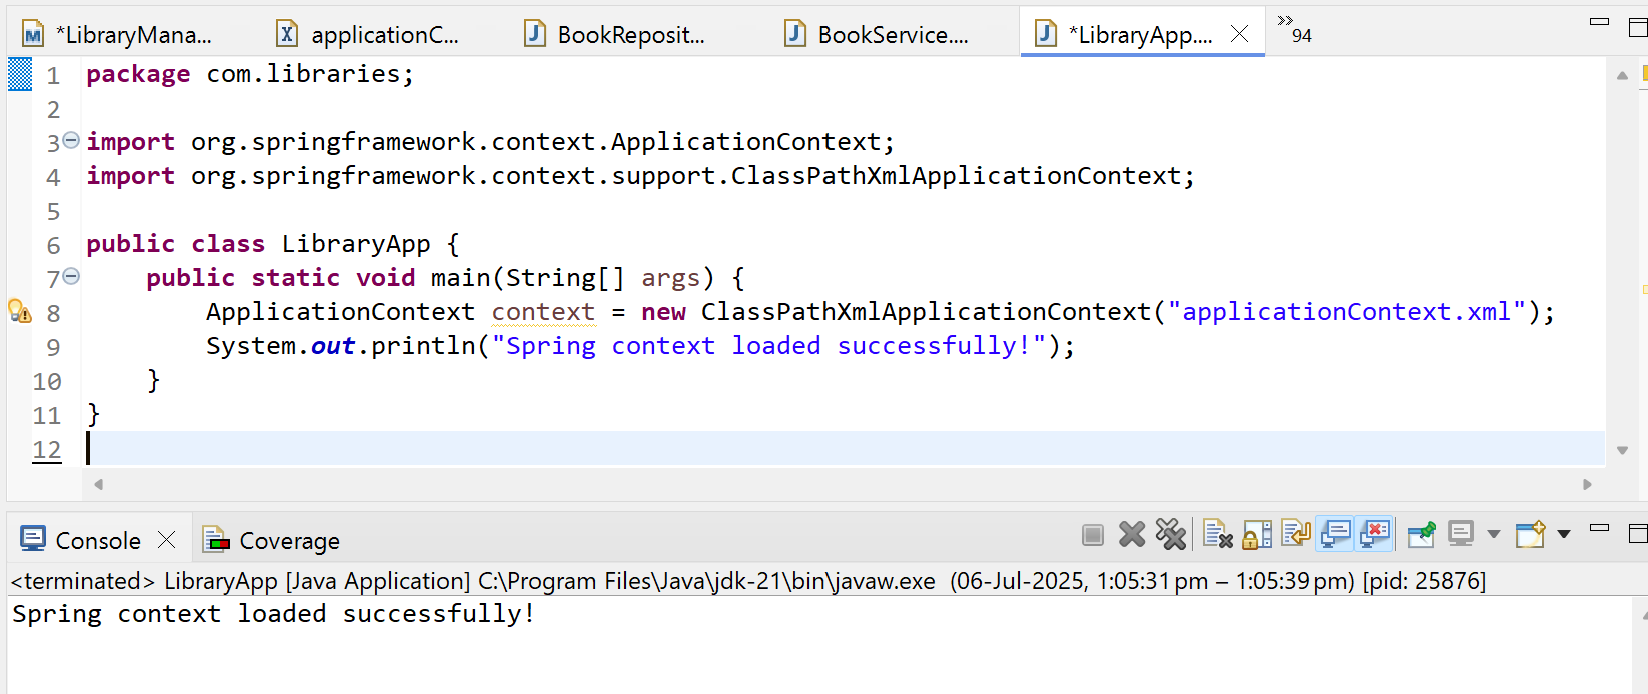 *LibraryMana... applicationC... BookReposit... BookService.... *LibraryApp.... 94
1 package com.libraries;
2
3 import org.springframework.context.ApplicationContext;
4 import org.springframework.context.support.ClassPathXmlApplicationContext;
5
6 public class LibraryApp {
7     public static void main(String[] args) {
8         ApplicationContext context = new ClassPathXmlApplicationContext("applicationContext.xml");
9         System.out.println("Spring context loaded successfully!");
10     }
11 }
12
Console Coverage
<terminated> LibraryApp [Java Application] C:\Program Files\Java\jdk-21\bin\javaw.exe (06-Jul-2025, 1:05:31 pm – 1:05:39 pm) [pid: 25876]
Spring context loaded successfully!